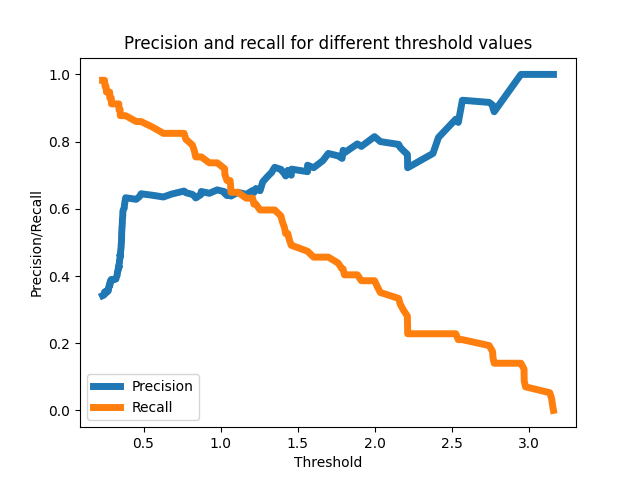 Precision and recall for different threshold values
Precision/Recall
1.0
0.8
0.6
0.4
0.2
0.0
Precision
Recall
0.5 1.0 1.5 2.0 2.5 3.0
Threshold